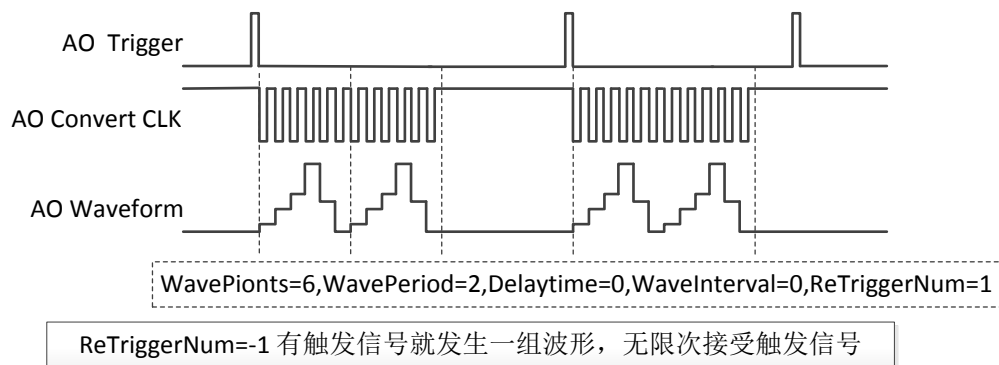 AO Trigger
AO Convert CLK
AO Waveform
WavePionts=6,WavePeriod=2,Delaytime=0,WaveInterval=0,ReTriggerNum=1
ReTriggerNum=-1 有触发信号就发生一组波形，无限次接受触发信号